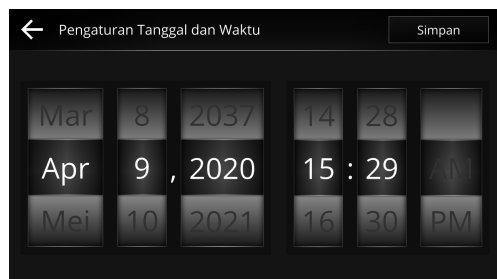 Pengaturan Tanggal dan Waktu
Simpan
Mar 8 2037 14 28
Apr 9 , 2020 15 : 29 AM
Mei 10 2021 16 30 PM